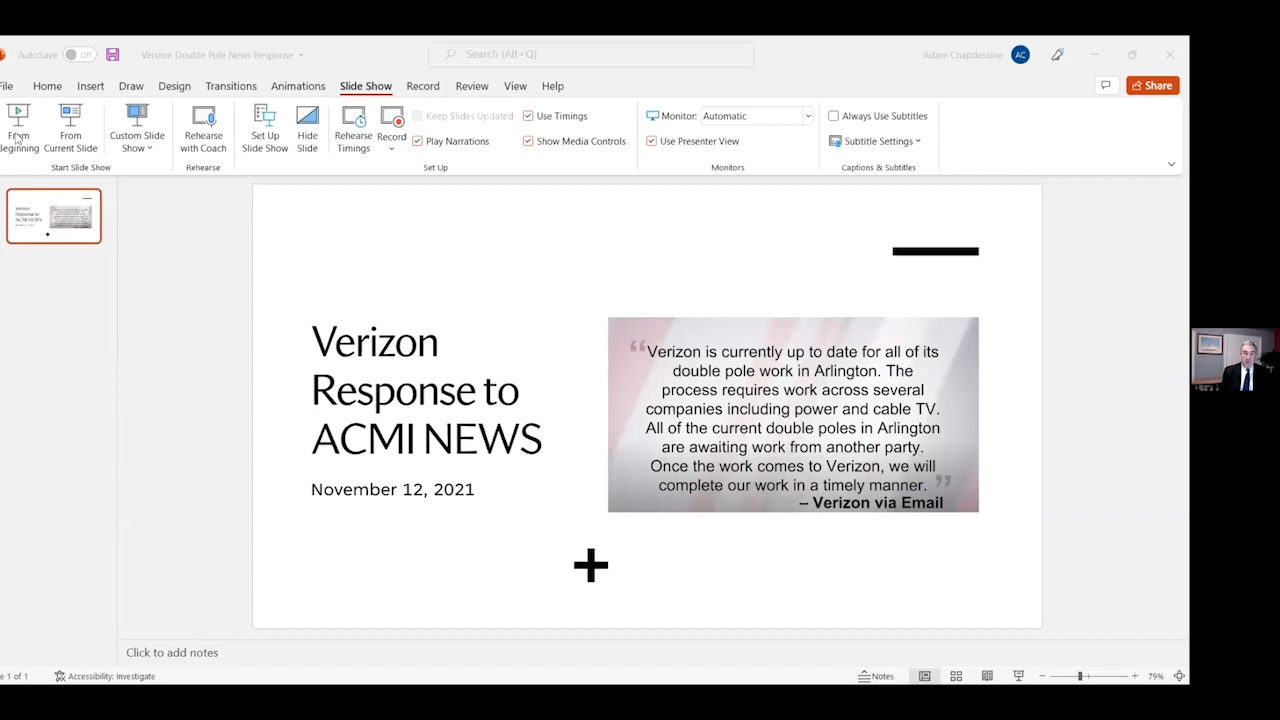 AutoSave Off Verizon Double Pole News Response Search (Alt+Q) Adam Chapdelaine AC
File Home Insert Draw Design Transitions Animations Slide Show Record Review View Help Share
From Beginning
From Current Slide
Custom Slide Show
Rehearse with Coach
Set Up Slide Show
Hide Slide
Rehearse Timings
Record
Keep Slides Updated
Play Narrations
Use Timings
Show Media Controls
Monitor: Automatic
Use Presenter View
Always Use Subtitles
Subtitle Settings
Start Slide Show Rehearse Set Up Monitors Captions & Subtitles
Verizon
Response to
ACMI NEWS
November 12, 2021
“Verizon is currently up to date for all of its
double pole work in Arlington. The
process requires work across several
companies including power and cable TV.
All of the current double poles in Arlington
are awaiting work from another party.
Once the work comes to Verizon, we will
complete our work in a timely manner. ”
– Verizon via Email
Click to add notes
e 1 of 1 Accessibility: Investigate Notes 79%